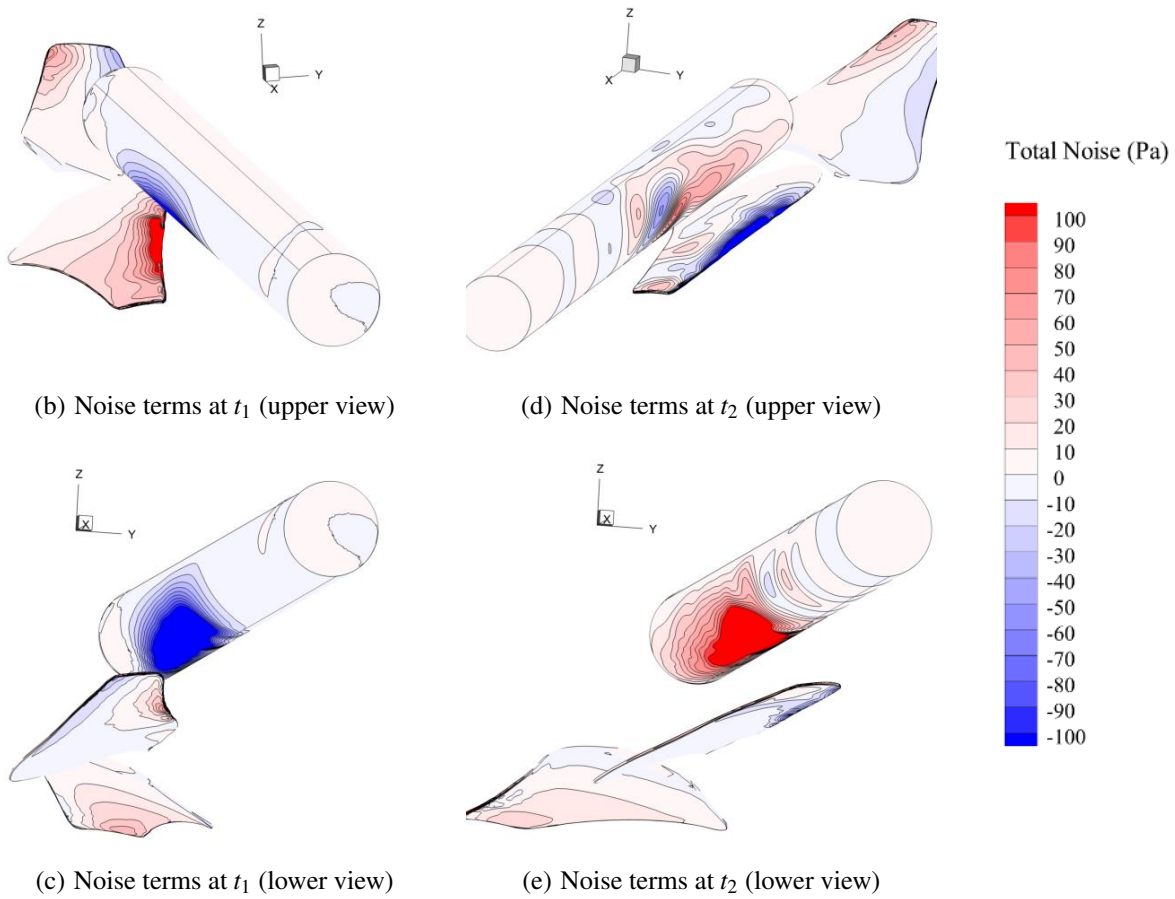 Z
Y
X
Z
Y
X
Total Noise (Pa)
100
90
80
70
60
50
40
30
20
10
0
-10
-20
-30
-40
-50
-60
-70
-80
-90
-100
(b) Noise terms at t₁ (upper view)
(d) Noise terms at t₂ (upper view)
Z
X
Y
Z
X
Y
(c) Noise terms at t₁ (lower view)
(e) Noise terms at t₂ (lower view)